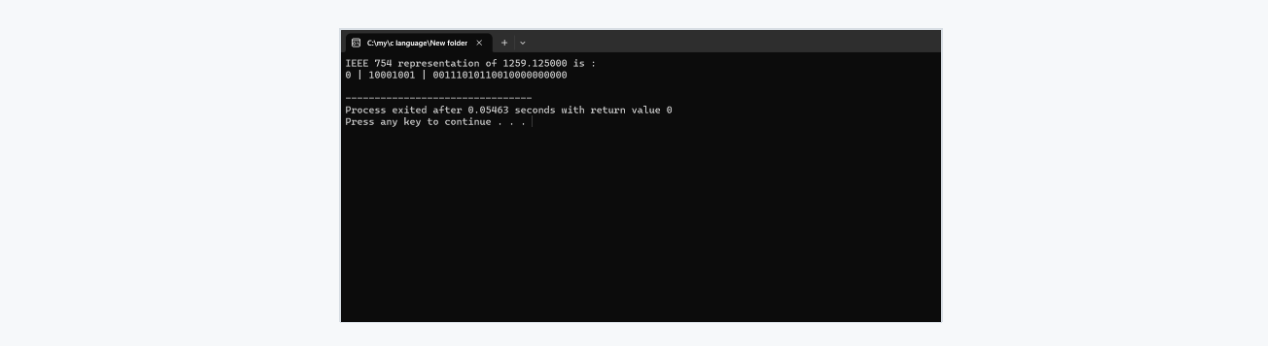 C:\my\c language\New folder
IEEE 754 representation of 1259.125000 is :
0 | 10001001 | 00111010110010000000000
--------------------------------
Process exited after 0.05463 seconds with return value 0
Press any key to continue . . .